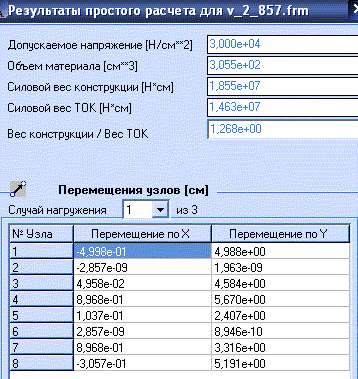 Результаты простого расчета для v_2_857.frm
Допускаемое напряжение [Н/см**2] 3,000e+04
Объем материала [см**3] 3,055e+02
Силовой вес конструкции [Н*см] 1,855e+07
Силовой вес ТОК [Н*см] 1,463e+07
Вес конструкции / Вес ТОК 1,268e+00
Перемещения узлов [см]
Случай нагружения 1 из 3
№ Узла Перемещение по X Перемещение по Y
1 -4,998e-01 4,988e+00
2 -2,857e-09 1,963e-09
3 4,958e-02 4,584e+00
4 8,968e-01 5,670e+00
5 1,037e-01 2,407e+00
6 2,857e-09 8,946e-10
7 8,968e-01 3,316e+00
8 -3,057e-01 5,191e+00